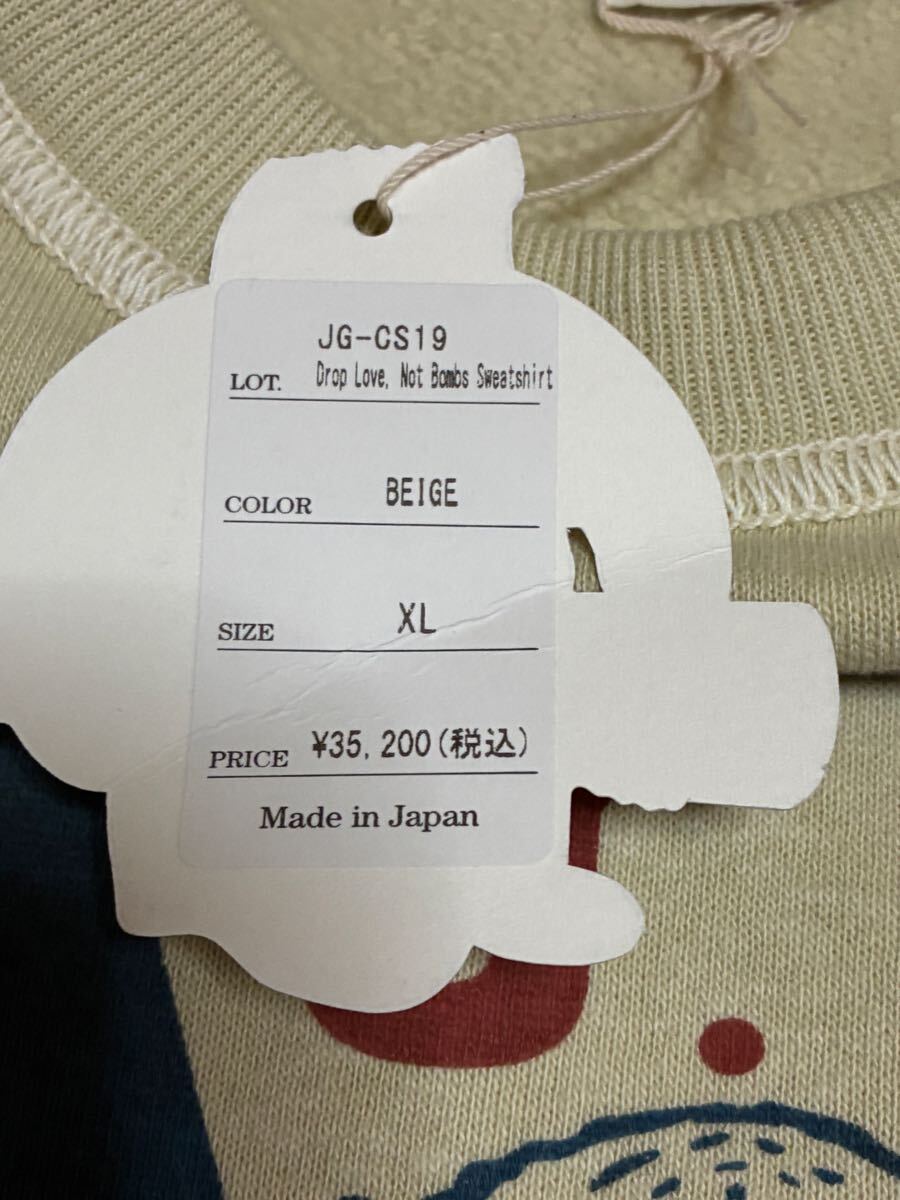 JG-CS19
LOT. Drop Love, Not Bombs Sweatshirt
COLOR BEIGE
SIZE XL
PRICE ¥35,200(税込)
Made in Japan